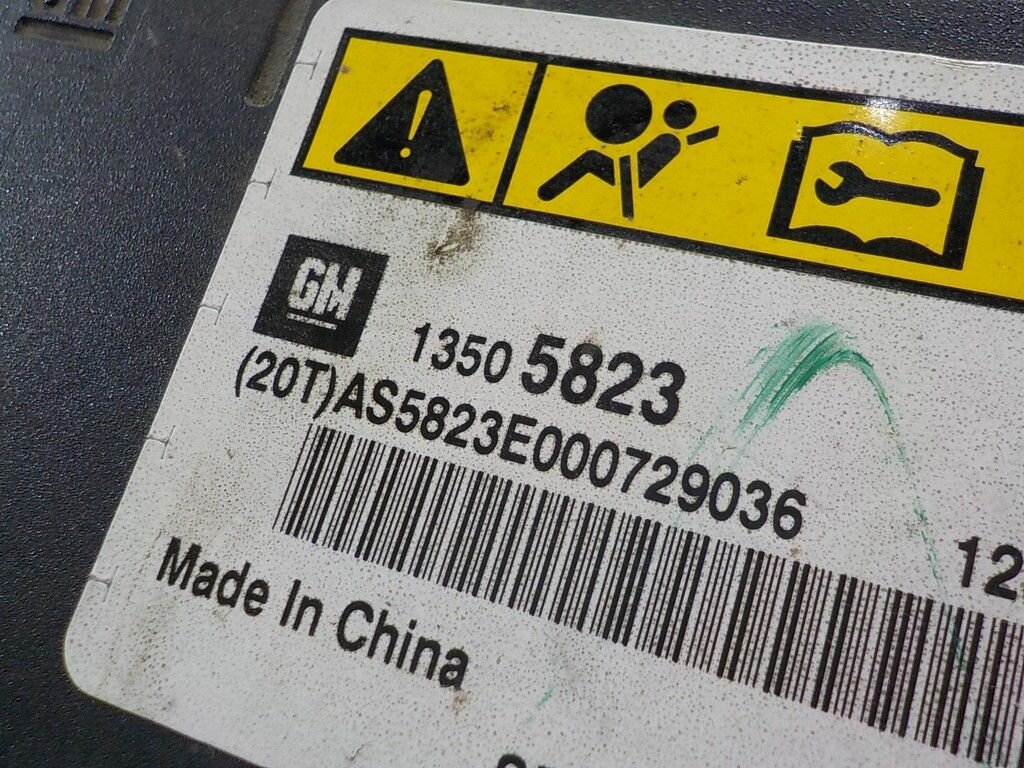 GM
1350 5823
(20T)AS5823E000729036
12
Made In China